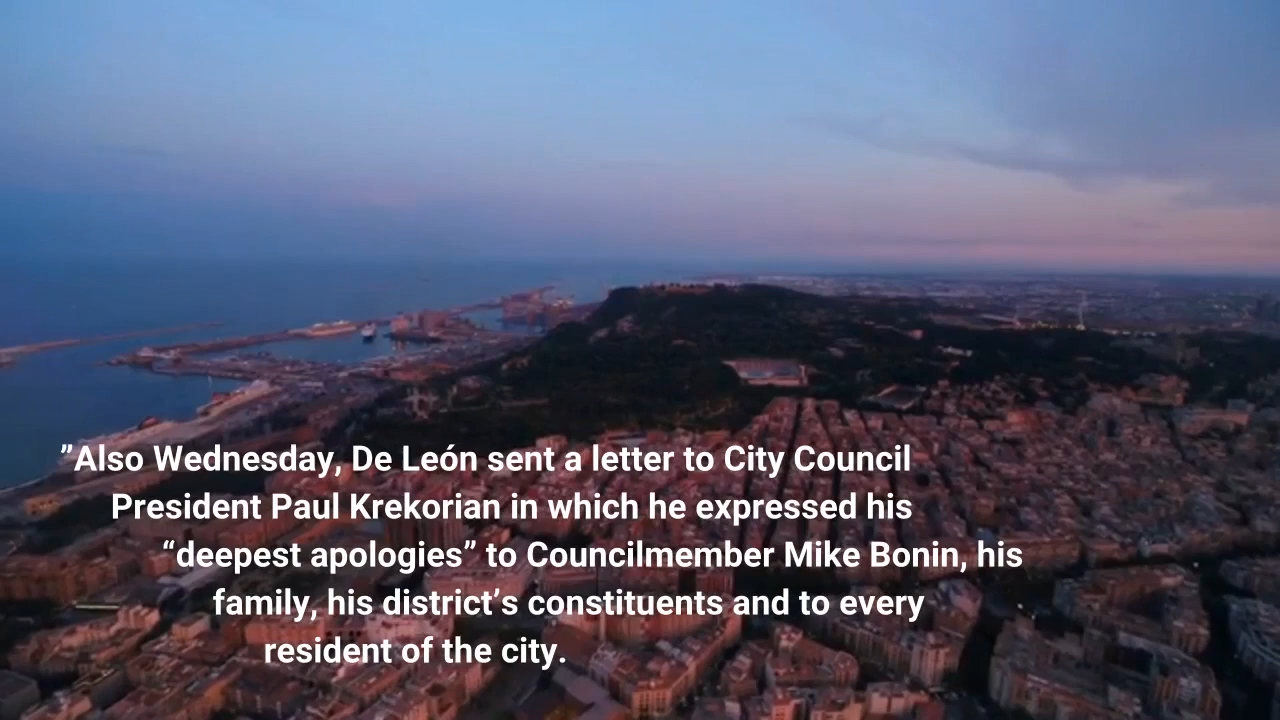 ”Also Wednesday, De León sent a letter to City Council
President Paul Krekorian in which he expressed his
“deepest apologies” to Councilmember Mike Bonin, his
family, his district’s constituents and to every
resident of the city.